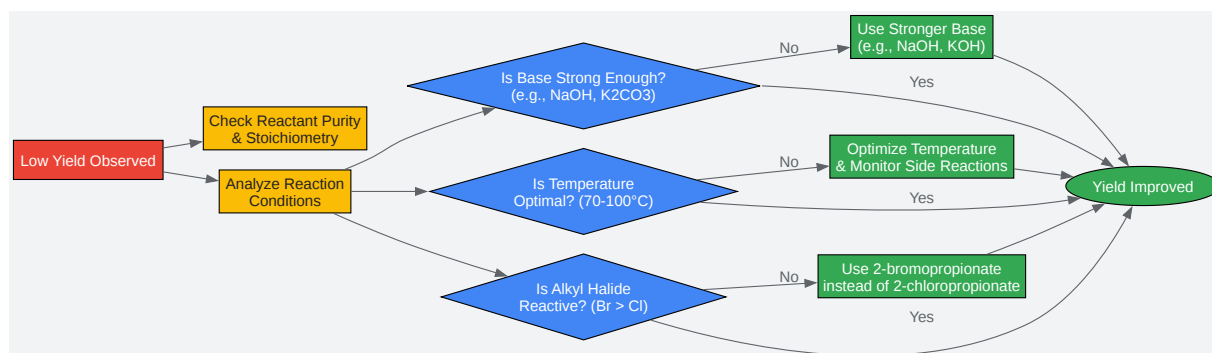 Low Yield Observed
Check Reactant Purity
& Stoichiometry
Analyze Reaction
Conditions
Is Base Strong Enough?
(e.g., NaOH, K2CO3)
No
Yes
Use Stronger Base
(e.g., NaOH, KOH)
Is Temperature
Optimal? (70-100°C)
No
Yes
Optimize Temperature
& Monitor Side Reactions
Is Alkyl Halide
Reactive? (Br > Cl)
No
Yes
Use 2-bromopropionate
instead of 2-chloropropionate
Yield Improved